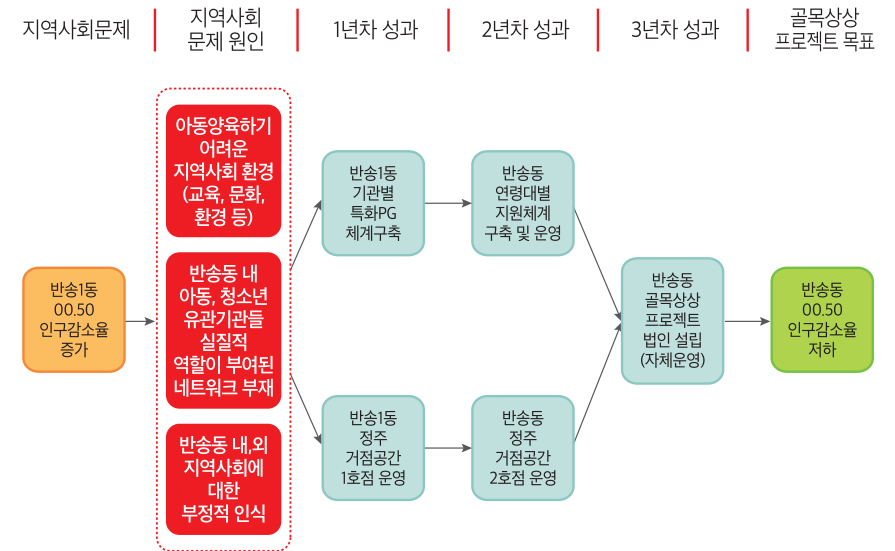 지역사회문제
지역사회
문제 원인
1년차 성과
2년차 성과
3년차 성과
골목상상
프로젝트 목표
반송1동
00.50
인구감소율
증가
아동양육하기
어려운
지역사회 환경
(교육, 문화,
환경 등)
반송동 내
아동, 청소년
유관기관들
실질적
역할이 부여된
네트워크 부재
반송동 내,외
지역사회에
대한
부정적 인식
반송1동
기관별
특화PG
체계구축
반송동
연령대별
지원체계
구축 및 운영
반송1동
정주
거점공간
1호점 운영
반송동
정주
거점공간
2호점 운영
반송동
골목상상
프로젝트
법인 설립
(자체운영)
반송동
00.50
인구감소율
저하